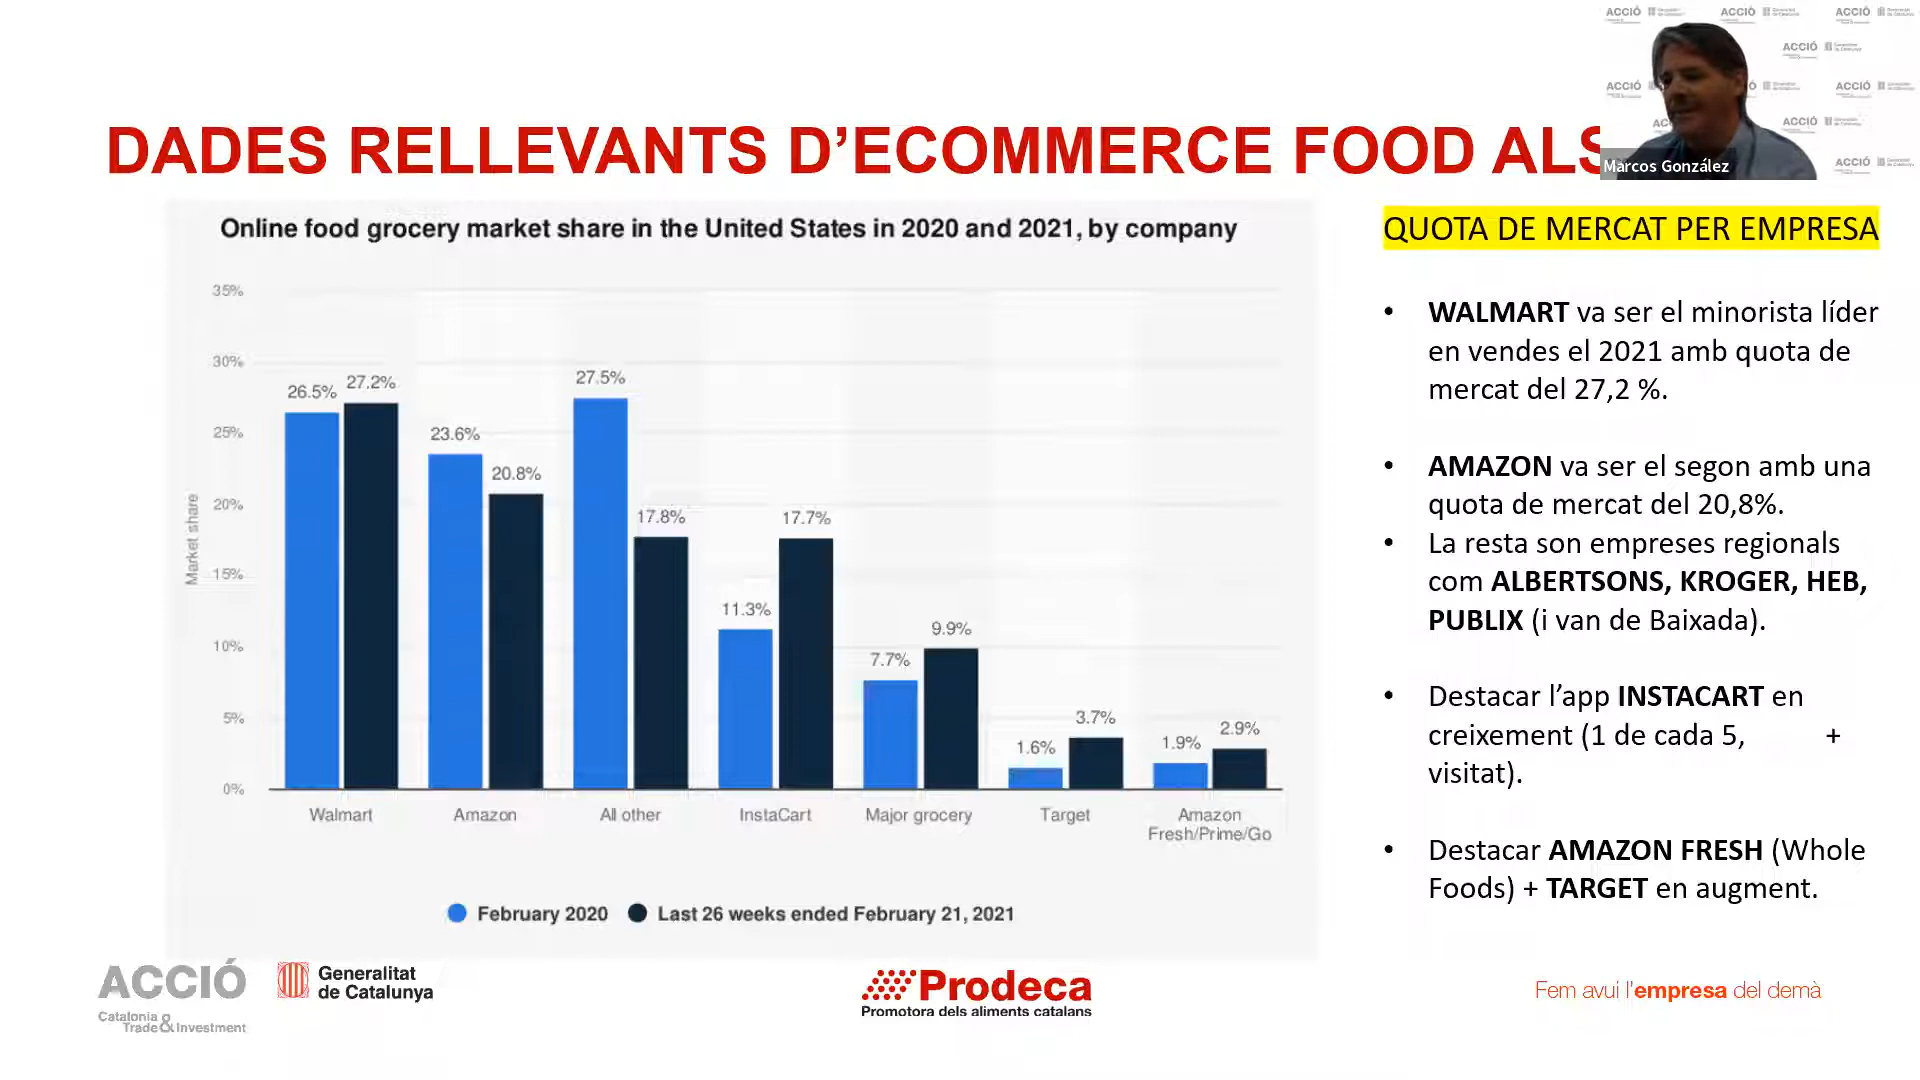 DADES RELLEVANTS D'ECOMMERCE FOOD ALS
Marcos González
ACCIÓ
Online food grocery market share in the United States in 2020 and 2021, by company
Market share
35%
30%
25%
20%
15%
10%
5%
0%
26.5%
27.2%
23.6%
20.8%
27.5%
17.8%
11.3%
17.7%
7.7%
9.9%
1.6%
3.7%
1.9%
2.9%
Walmart
Amazon
All other
InstaCart
Major grocery
Target
Amazon
Fresh/Prime/Go
February 2020
Last 26 weeks ended February 21, 2021
QUOTA DE MERCAT PER EMPRESA
• WALMART va ser el minorista líder
en vendes el 2021 amb quota de
mercat del 27,2 %.
• AMAZON va ser el segon amb una
quota de mercat del 20,8%.
• La resta son empreses regionals
com ALBERTSONS, KROGER, HEB,
PUBLIX (i van de Baixada).
• Destacar l'app INSTACART en
creixement (1 de cada 5, +
visitat).
• Destacar AMAZON FRESH (Whole
Foods) + TARGET en augment.
ACCIÓ
Catalonia
Trade & Investment
Generalitat
de Catalunya
Prodeca
Promotora dels aliments catalans
Fem avui l'empresa del demà